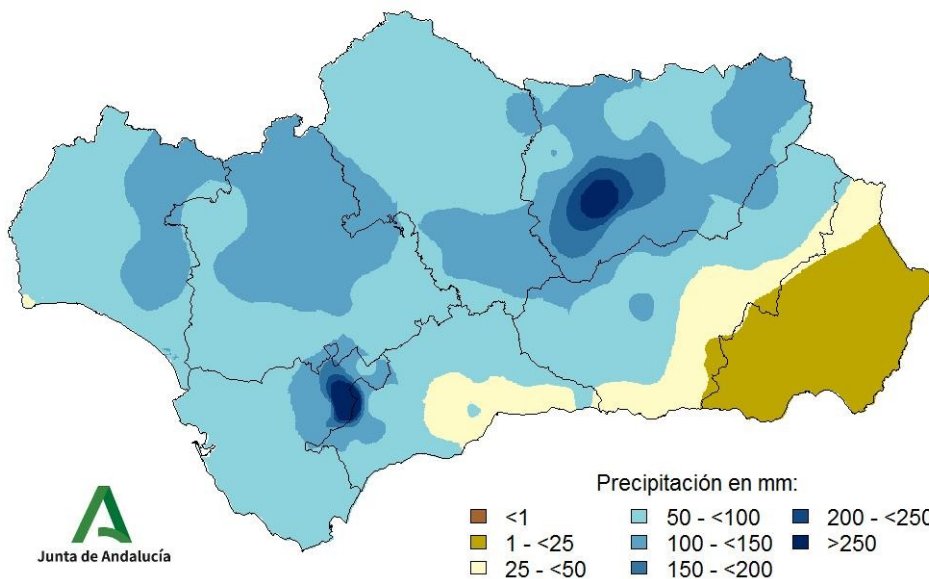 Precipitación en mm:
<1
50 - <100
200 - <250
1 - <25
100 - <150
>250
25 - <50
150 - <200
Junta de Andalucía